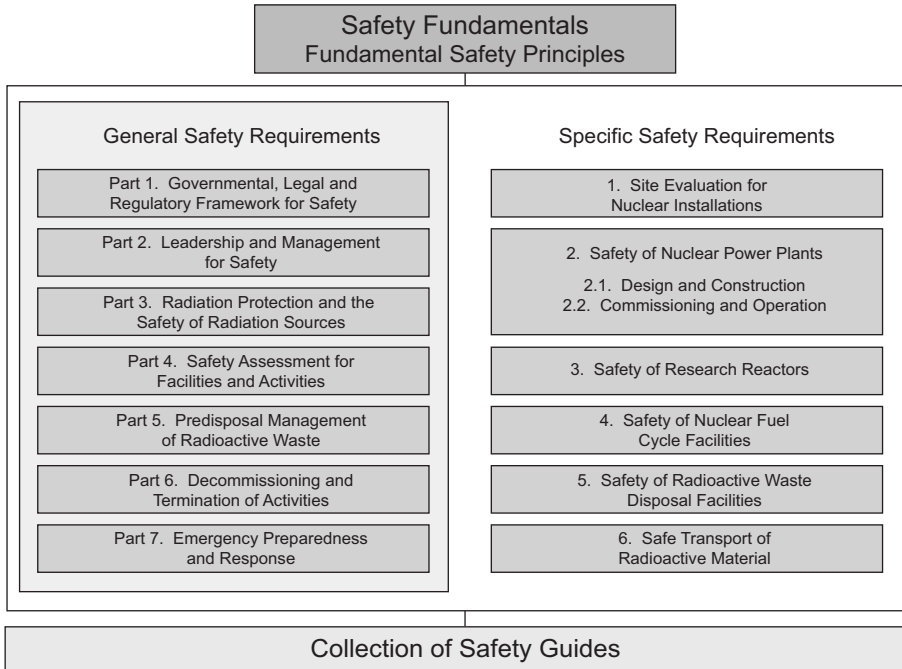 Safety Fundamentals
Fundamental Safety Principles
General Safety Requirements
Part 1. Governmental, Legal and
Regulatory Framework for Safety
Part 2. Leadership and Management
for Safety
Part 3. Radiation Protection and the
Safety of Radiation Sources
Part 4. Safety Assessment for
Facilities and Activities
Part 5. Predisposal Management
of Radioactive Waste
Part 6. Decommissioning and
Termination of Activities
Part 7. Emergency Preparedness
and Response
Specific Safety Requirements
1. Site Evaluation for
Nuclear Installations
2. Safety of Nuclear Power Plants
2.1. Design and Construction
2.2. Commissioning and Operation
3. Safety of Research Reactors
4. Safety of Nuclear Fuel
Cycle Facilities
5. Safety of Radioactive Waste
Disposal Facilities
6. Safe Transport of
Radioactive Material
Collection of Safety Guides